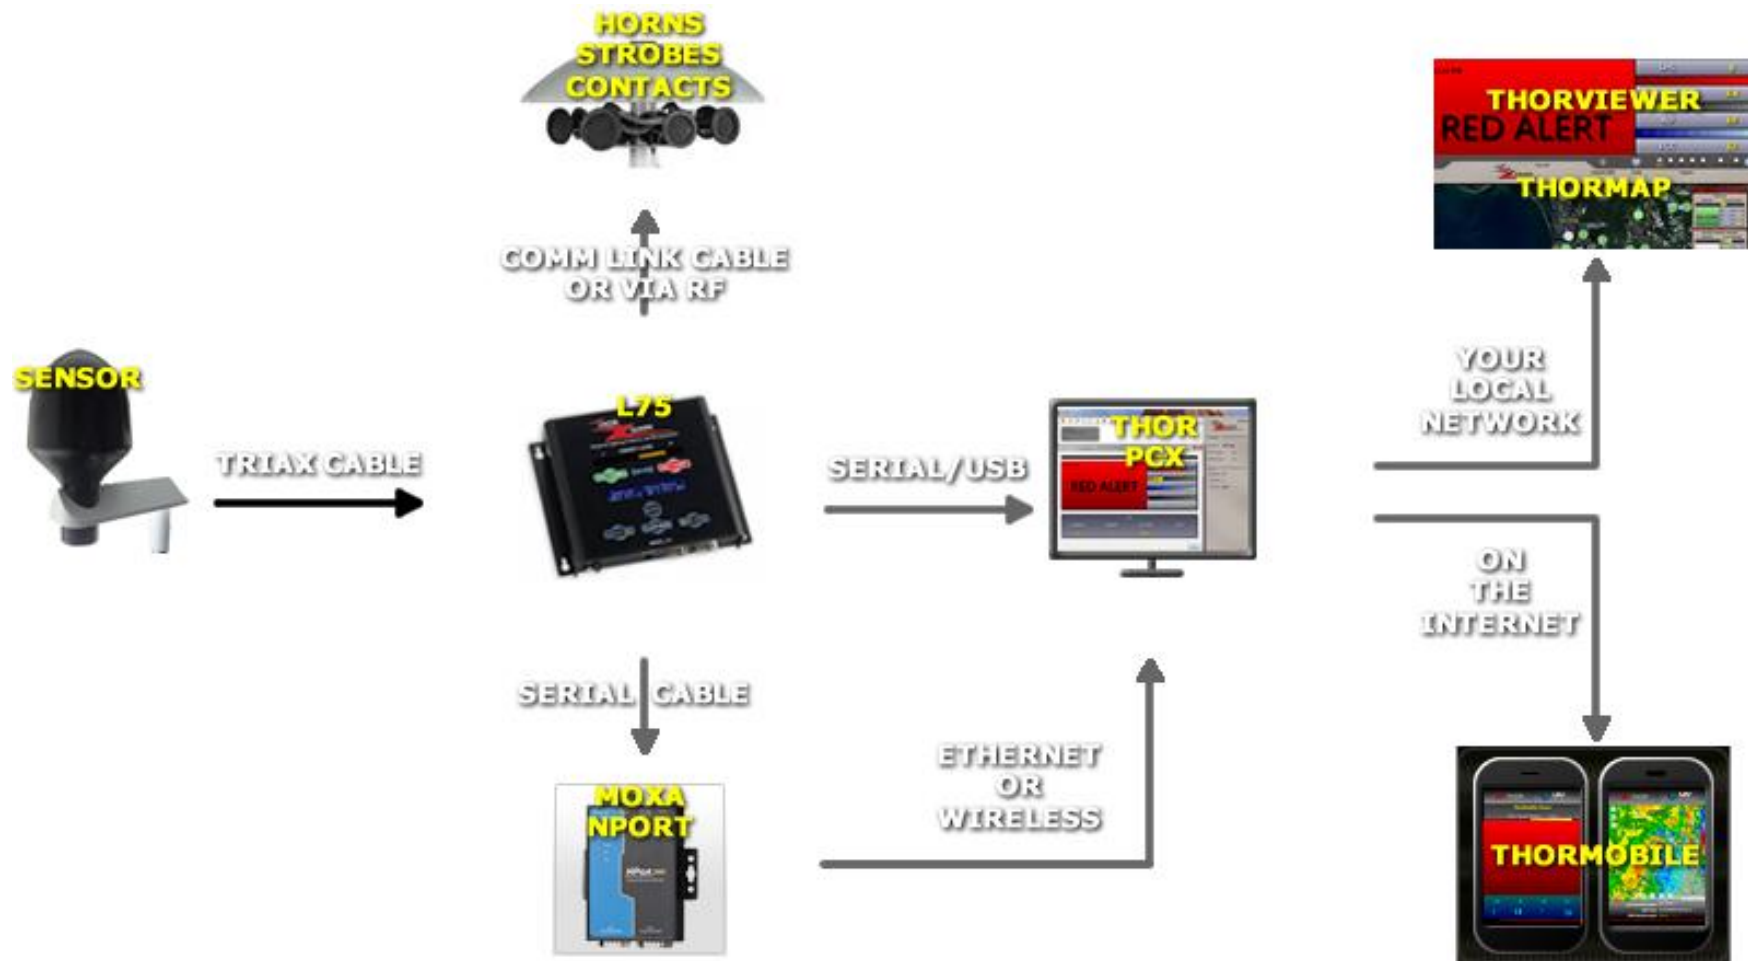 HORNS
STROBES
CONTACTS
THORVIEWER
RED ALERT
THORMAP
COMM LINK CABLE
OR VIA RF
YOUR
LOCAL
NETWORK
SENSOR
L75
THOR
PCX
TRIAX CABLE
SERIAL/USB
RED ALERT
ON
THE
INTERNET
SERIAL CABLE
ETHERNET
OR
WIRELESS
MOXA
NPORT
THORMOBILE